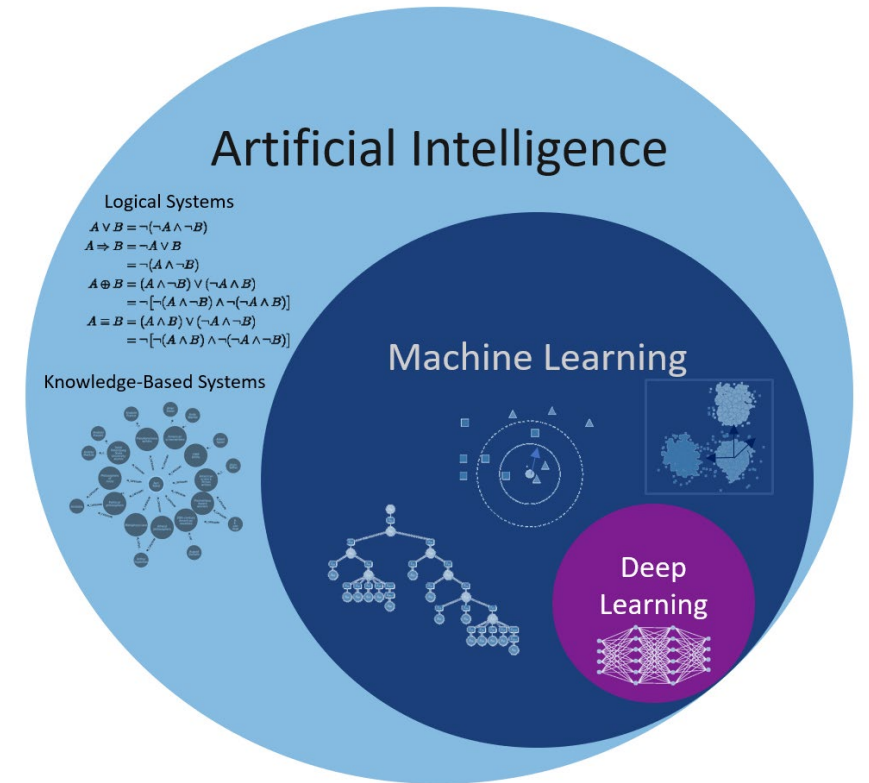 Artificial Intelligence
Logical Systems
A ∨ B = ¬(¬A ∧ ¬B)
A ⇒ B = ¬A ∨ B
= ¬(A ∧ ¬B)
A ⊕ B = (A ∧ ¬B) ∨ (¬A ∧ B)
= ¬[¬(A ∧ ¬B) ∧ ¬(¬A ∧ B)]
A ≡ B = (A ∧ B) ∨ (¬A ∧ ¬B)
= ¬[¬(A ∧ B) ∧ ¬(¬A ∧ ¬B)]
Knowledge-Based Systems
Machine Learning
Deep
Learning